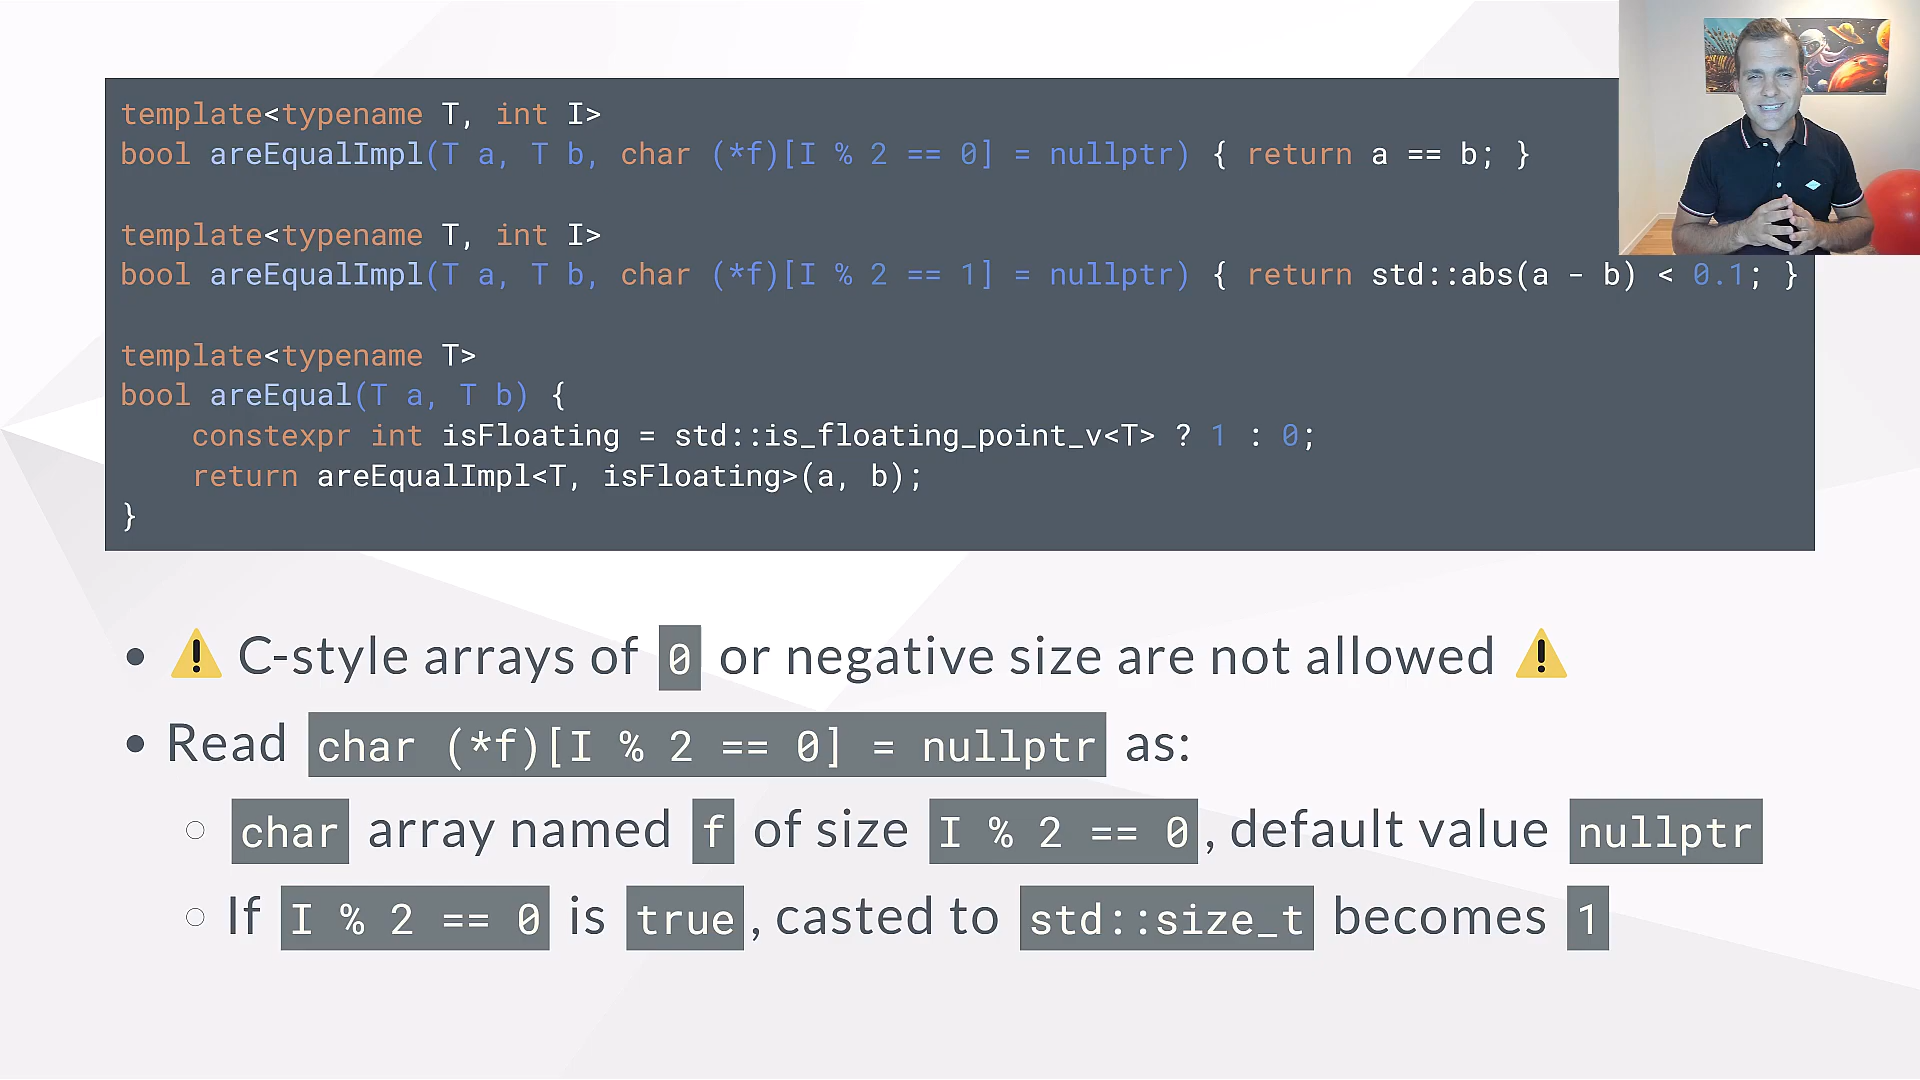 template<typename T, int I>
bool areEqualImpl(T a, T b, char (*f)[I % 2 == 0] = nullptr) { return a == b; }
template<typename T, int I>
bool areEqualImpl(T a, T b, char (*f)[I % 2 == 1] = nullptr) { return std::abs(a - b) < 0.1; }
template<typename T>
bool areEqual(T a, T b) {
constexpr int isFloating = std::is_floating_point_v<T> ? 1 : 0;
return areEqualImpl<T, isFloating>(a, b);
}
• ⚠️ C-style arrays of 0 or negative size are not allowed ⚠️
• Read char (*f)[I % 2 == 0] = nullptr as:
○ char array named f of size I % 2 == 0, default value nullptr
○ If I % 2 == 0 is true, casted to std::size_t becomes 1